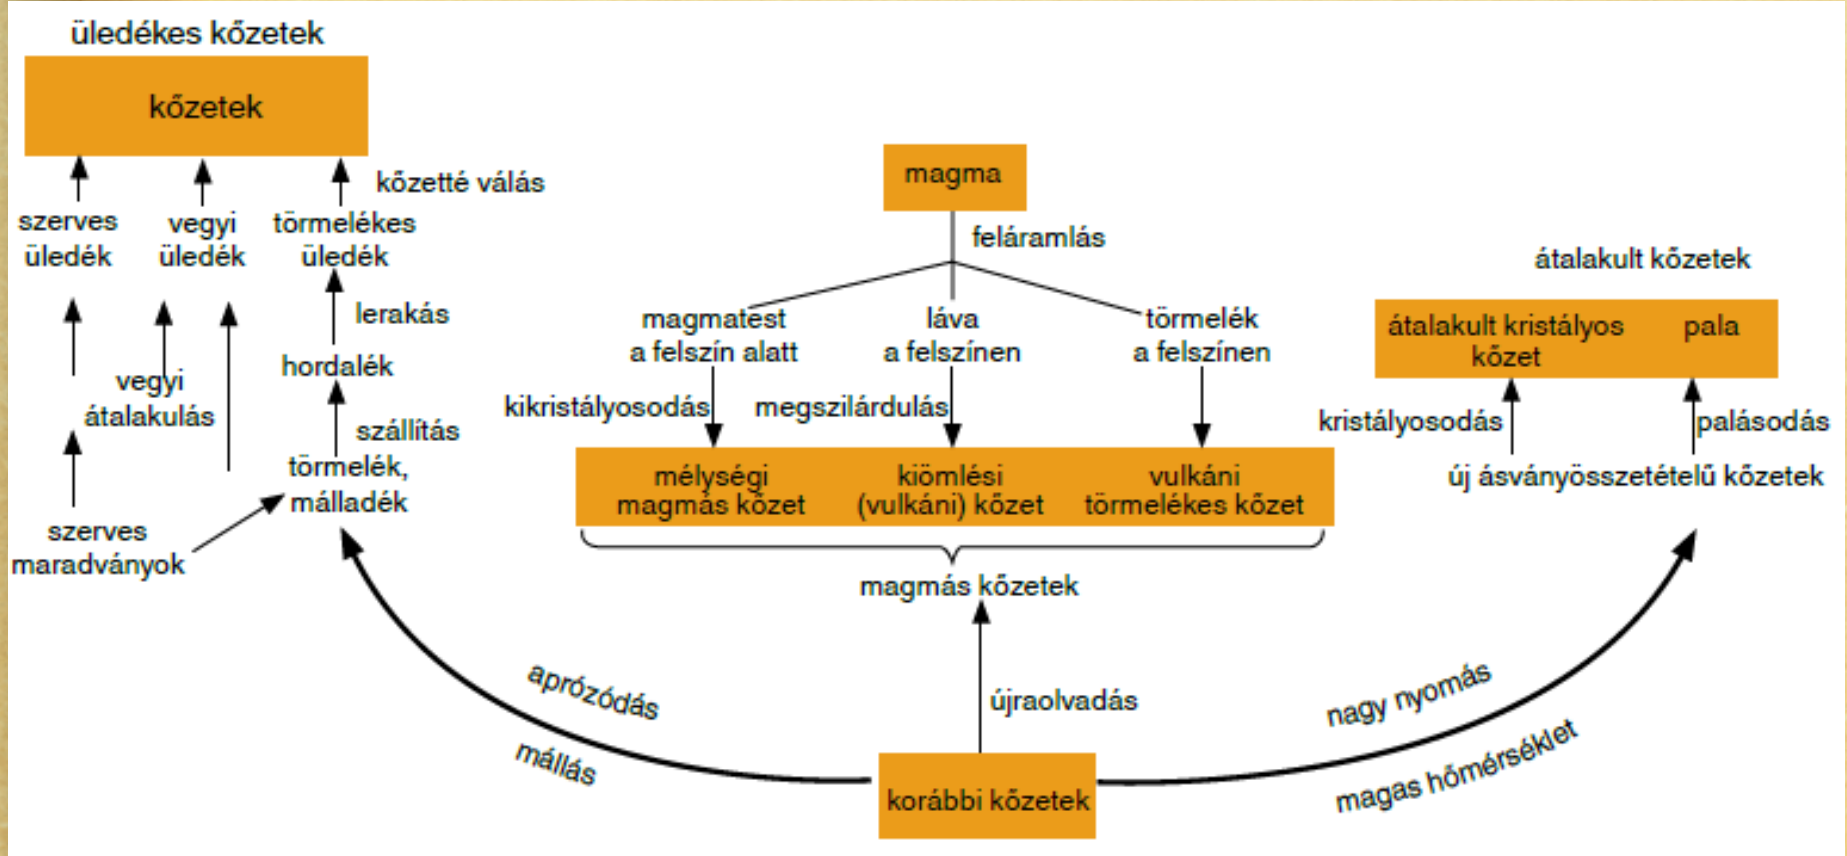 üledékes kőzetek
kőzetek
kőzetté válás
szerves
üledék
vegyi
üledék
törmelékes
üledék
lerakás
hordalék
vegyi
átalakulás
szállítás
törmelék,
málladék
szerves
maradványok
magma
feláramlás
magmatest
a felszín alatt
láva
a felszínen
törmelék
a felszínen
kikristályosodás
megszilárdulás
mélységi
magmás kőzet
kiömlési
(vulkáni) kőzet
vulkáni
törmelékes kőzet
magmás kőzetek
átalakult kőzetek
átalakult kristályos
kőzet
pala
kristályosodás
palásodás
új ásványösszetételű kőzetek
aprózódás
mállás
újraolvadás
nagy nyomás
magas hőmérséklet
korábbi kőzetek